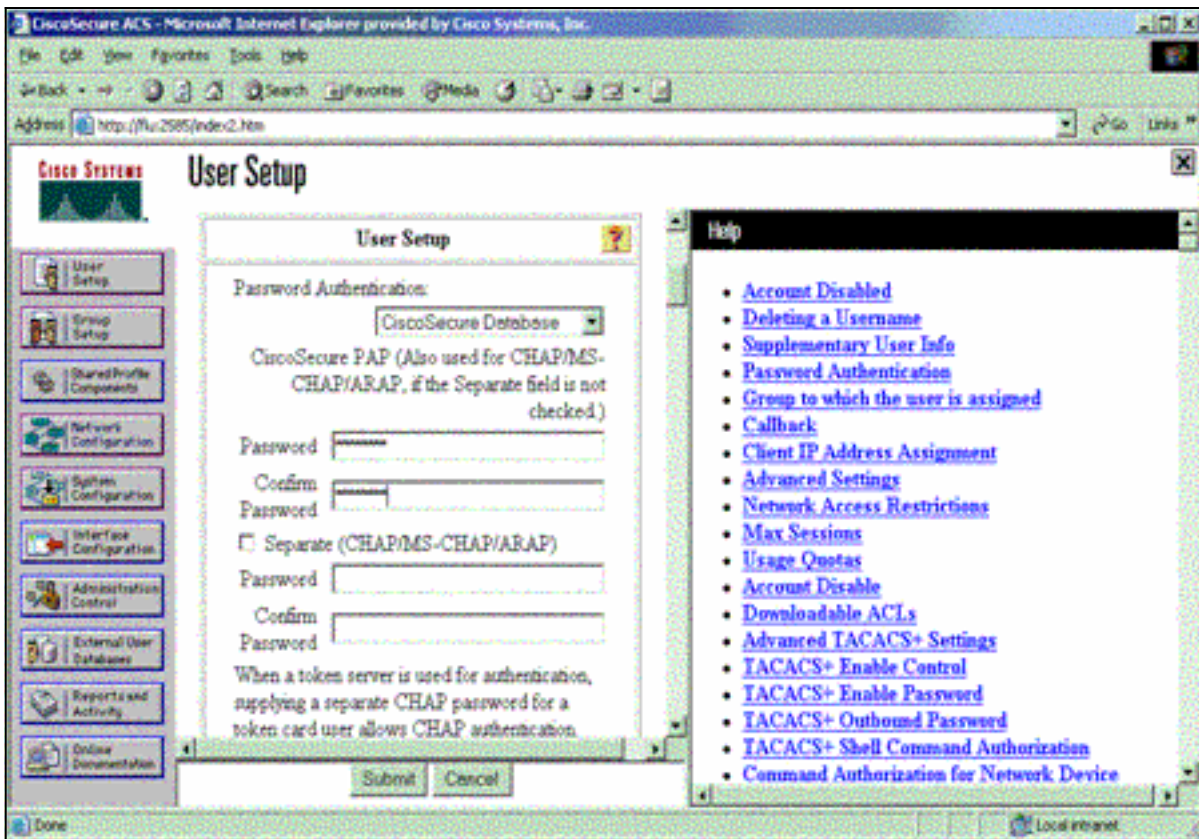 CiscoSecure ACS - Microsoft Internet Explorer provided by Cisco Systems, Inc.
File Edit View Favorites Tools Help
Back Search Favorites Media
Address http://flu:2585/index2.htm Go Links »
CISCO SYSTEMS
User Setup
User
Setup
Group
Setup
Shared Profile
Components
Network
Configuration
System
Configuration
Interface
Configuration
Administration
Control
External User
Databases
Reports and
Activity
Online
Documentation
User Setup
?
Password Authentication:
CiscoSecure Database
CiscoSecure PAP (Also used for CHAP/MS-
CHAP/ARAP, if the Separate field is not
checked.)
Password ********
Confirm
Password ********
Separate (CHAP/MS-CHAP/ARAP)
Password
Confirm
Password
When a token server is used for authentication,
supplying a separate CHAP password for a
token card user allows CHAP authentication.
Submit Cancel
Help
• Account Disabled
• Deleting a Username
• Supplementary User Info
• Password Authentication
• Group to which the user is assigned
• Callback
• Client IP Address Assignment
• Advanced Settings
• Network Access Restrictions
• Max Sessions
• Usage Quotas
• Account Disable
• Downloadable ACLs
• Advanced TACACS+ Settings
• TACACS+ Enable Control
• TACACS+ Enable Password
• TACACS+ Outbound Password
• TACACS+ Shell Command Authorization
• Command Authorization for Network Device
Done Local intranet